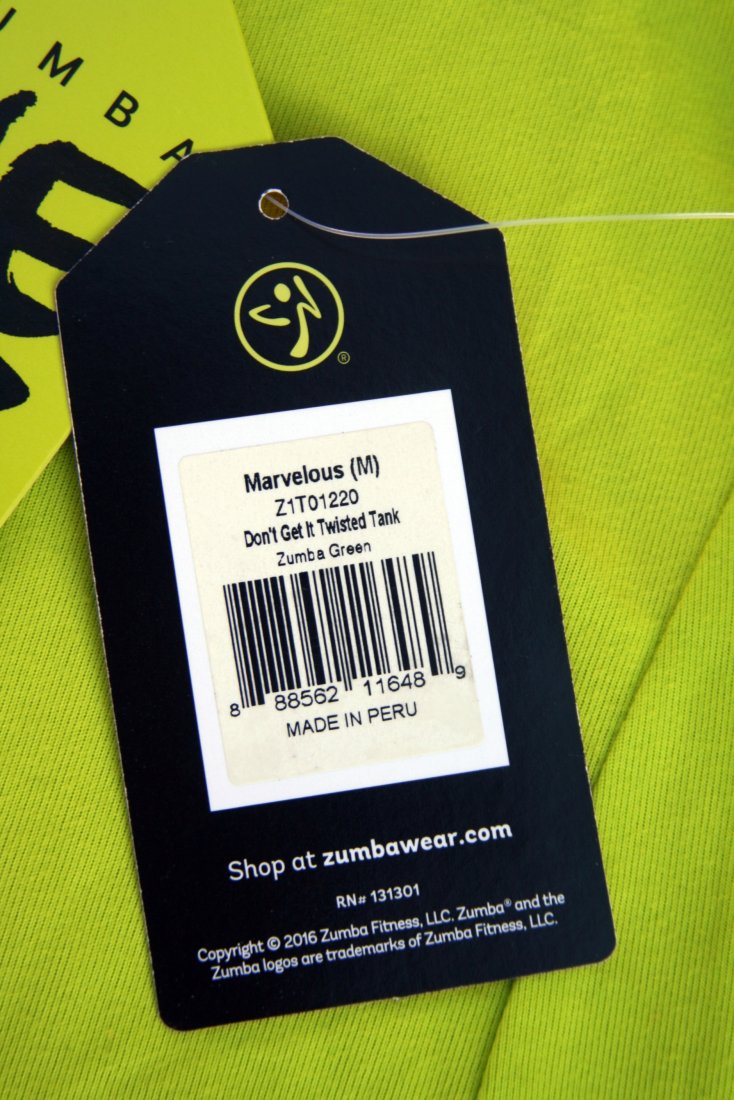 UMBA
®
Marvelous (M)
Z1T01220
Don't Get It Twisted Tank
Zumba Green
8 88562 11648 9
MADE IN PERU
Shop at zumbawear.com
RN# 131301
Copyright © 2016 Zumba Fitness, LLC. Zumba® and the
Zumba logos are trademarks of Zumba Fitness, LLC.